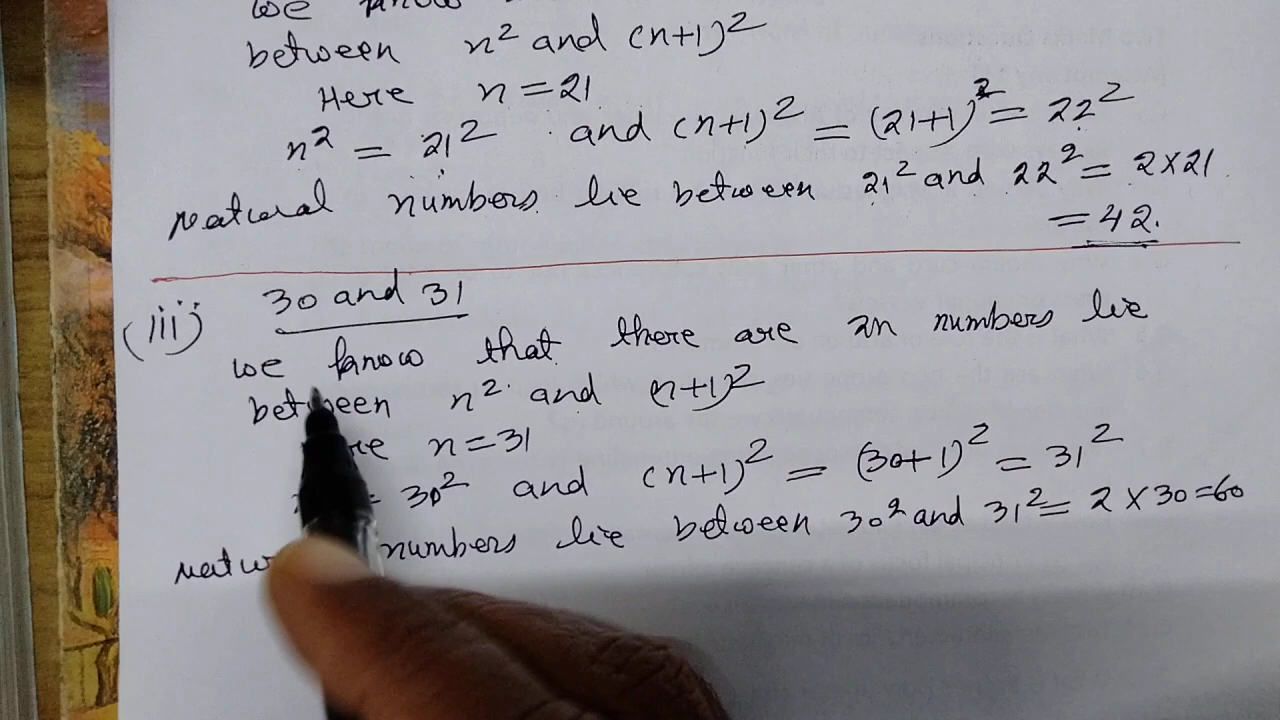 we know
between n² and (n+1)²
Here n = 21
n² = 21² and (n+1)² = (21+1)² = 22²
Natural numbers lie between 21² and 22² = 2×21
= 42.
(iii) 30 and 31
we know that there are 2n numbers lie
between n² and (n+1)²
n = 31
= 30² and (n+1)² = (30+1)² = 31²
numbers lie between 30² and 31² = 2 × 30 = 60